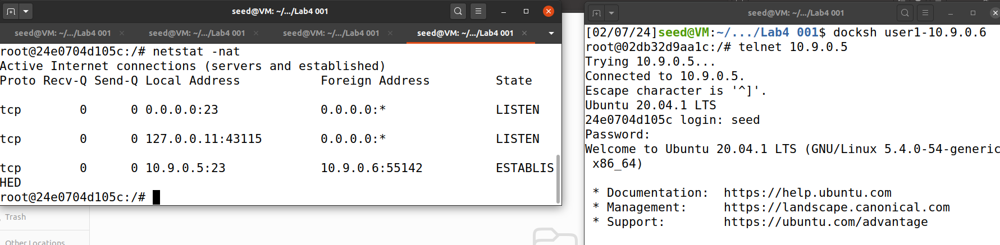 seed@VM: ~/.../Lab4 001
seed@VM: ~/.../Lab4 001 × seed@VM: ~/.../Lab4 001 × seed@VM: ~/.../Lab4 001 × seed@VM: ~/.../Lab4 001 ×
root@24e0704d105c:/# netstat -nat
Active Internet connections (servers and established)
Proto Recv-Q Send-Q Local Address           Foreign Address         State
tcp        0      0 0.0.0.0:23              0.0.0.0:*               LISTEN
tcp        0      0 127.0.0.11:43115        0.0.0.0:*               LISTEN
tcp        0      0 10.9.0.5:23             10.9.0.6:55142          ESTABLIS
HED
root@24e0704d105c:/#
Trash
Other Locations
seed@VM: ~/.../Lab4 001
[02/07/24]seed@VM:~/.../Lab4 001$ docksh user1-10.9.0.6
root@02db32d9aa1c:/# telnet 10.9.0.5
Trying 10.9.0.5...
Connected to 10.9.0.5.
Escape character is '^]'.
Ubuntu 20.04.1 LTS
24e0704d105c login: seed
Password:
Welcome to Ubuntu 20.04.1 LTS (GNU/Linux 5.4.0-54-generic
 x86_64)
 * Documentation:  https://help.ubuntu.com
 * Management:     https://landscape.canonical.com
 * Support:        https://ubuntu.com/advantage